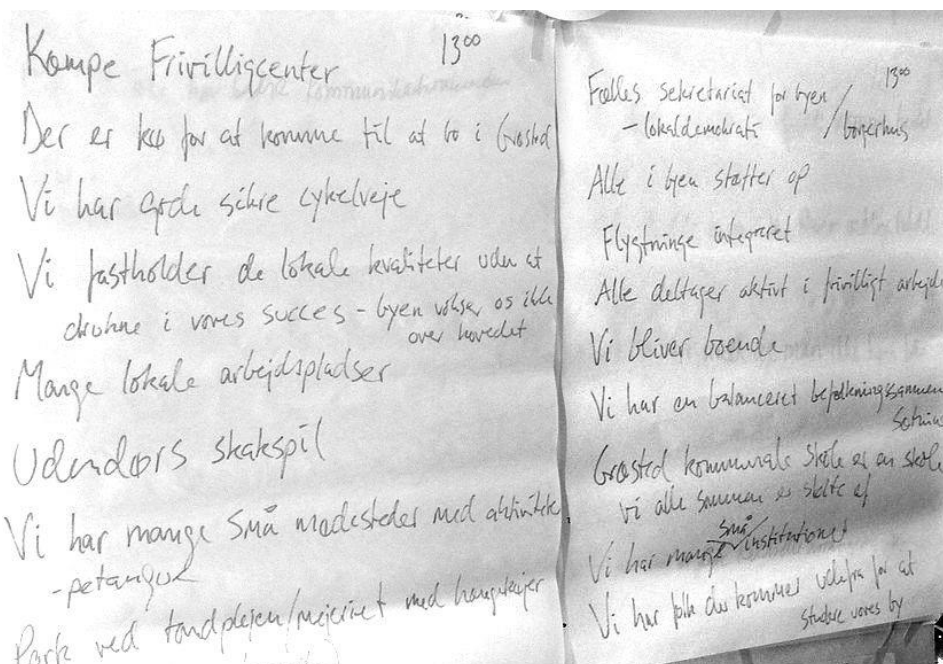 Kæmpe Frivilligcenter 13⁰⁰
Der er kø for at komme til at bo i Græsted
Vi har gode sikre cykelveje
Vi fastholder de lokale kvaliteter uden at
drukne i vores succes - byen vokser os ikke
over hovedet
Mange lokale arbejdspladser
Udendørs skakspil
Vi har mange små mødesteder med aktivitete
- petanque
Park ved tandplejen/mejeriet med hængekøjer
13⁰⁰
Fælles sekretariat for byen
- lokaldemokrati / borgerhus
Alle i byen støtter op
Flygtninge integreret
Alle deltager aktivt i frivilligt arbejde
Vi bliver boende
Vi har en balanceret befolkningssammen
sætning
Græsted kommunale skole er en skole
vi alle sammen er stolte af
små
Vi har mange institutioner
Vi har folk der kommer udefra for at
studere vores by